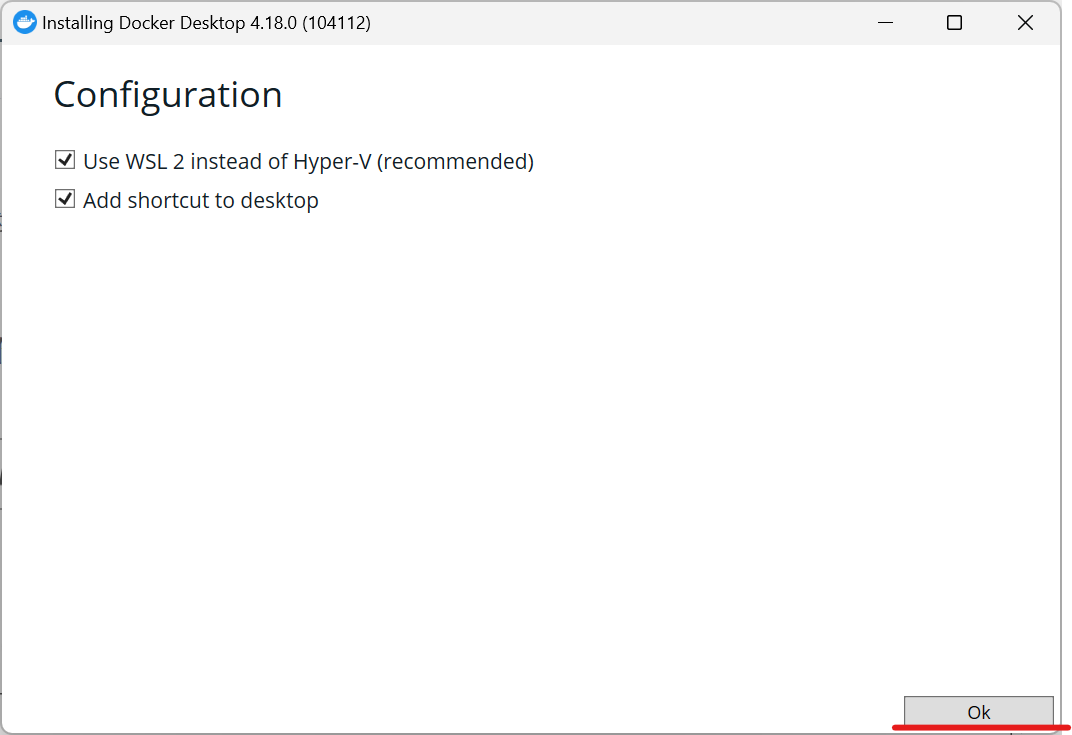 Installing Docker Desktop 4.18.0 (104112)
Configuration
Use WSL 2 instead of Hyper-V (recommended)
Add shortcut to desktop
Ok